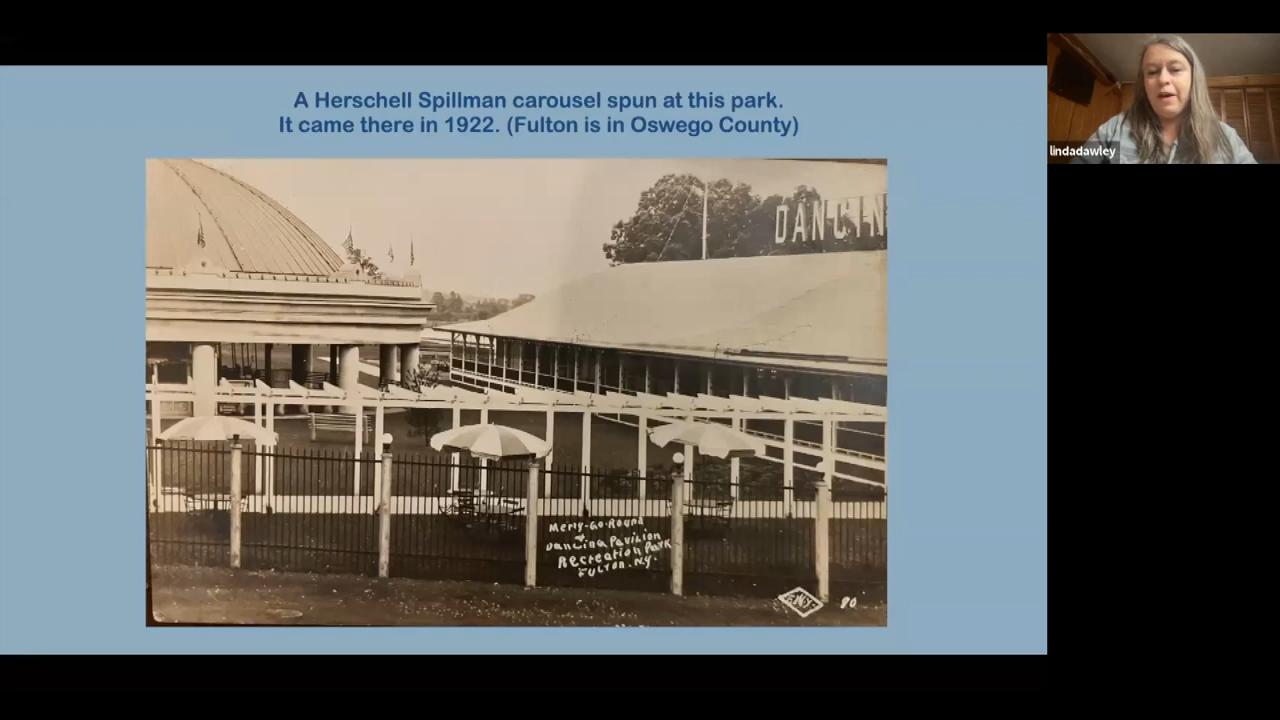 A Herschell Spillman carousel spun at this park.
It came there in 1922. (Fulton is in Oswego County)
lindadawley
DANCIN
Merry-Go-Round
+
Dancing Pavilion
Recreation Park
Fulton. N.Y.
80